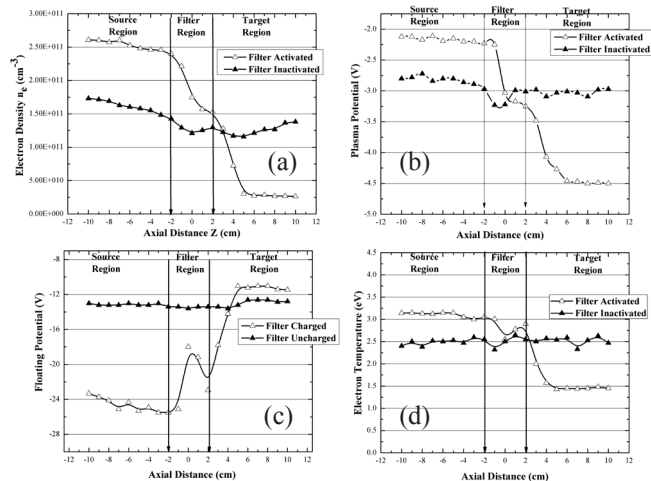 Source Region
Filter Region
Target Region
Filter Activated
Filter Inactivated
Electron Density nₑ (cm⁻³)
3.00E+011
2.50E+011
2.00E+011
1.50E+011
1.00E+011
5.00E+010
0.00E+000
(a)
-12 -10 -8 -6 -4 -2 0 2 4 6 8 10 12
Axial Distance Z (cm)
Source Region
Filter Region
Target Region
Filter Activated
Filter Inactivated
Plasma Potential (V)
-2.0
-2.5
-3.0
-3.5
-4.0
-4.5
-5.0
(b)
-12 -10 -8 -6 -4 -2 0 2 4 6 8 10 12
Axial Distance (cm)
Source Region
Filter Region
Target Region
Filter Charged
Filter Uncharged
Floating Potential (V)
-8
-12
-16
-20
-24
-28
(c)
-12 -10 -8 -6 -4 -2 0 2 4 6 8 10 12
Axial Distance (cm)
Source Region
Filter Region
Target Region
Filter Activated
Filter Inactivated
Electron Temperature (eV)
4.5
4.0
3.5
3.0
2.5
2.0
1.5
1.0
0.5
0.0
(d)
-12 -10 -8 -6 -4 -2 0 2 4 6 8 10 12
Axial Distance (cm)